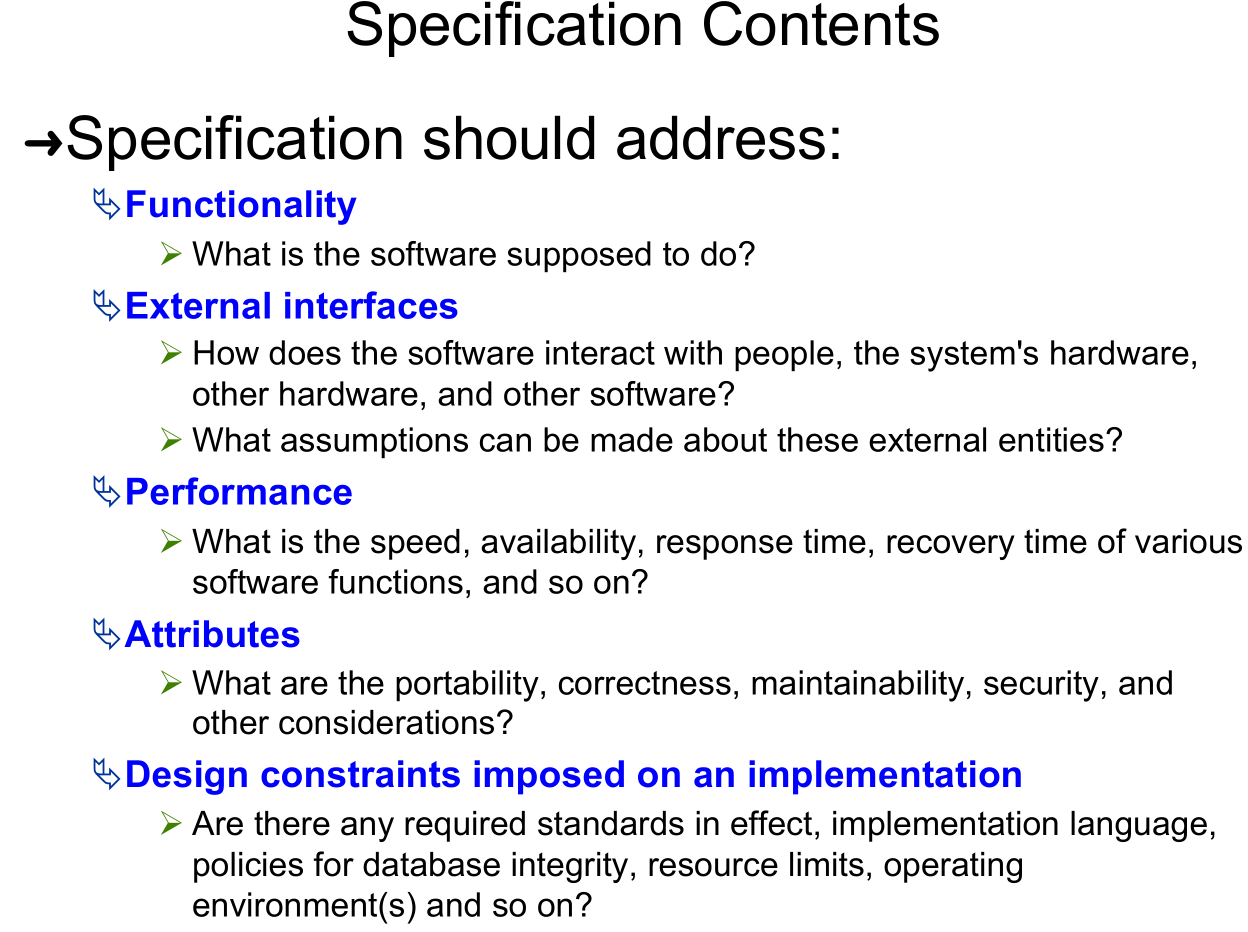 Specification Contents
➜Specification should address:
Functionality
What is the software supposed to do?
External interfaces
How does the software interact with people, the system's hardware,
other hardware, and other software?
What assumptions can be made about these external entities?
Performance
What is the speed, availability, response time, recovery time of various
software functions, and so on?
Attributes
What are the portability, correctness, maintainability, security, and
other considerations?
Design constraints imposed on an implementation
Are there any required standards in effect, implementation language,
policies for database integrity, resource limits, operating
environment(s) and so on?